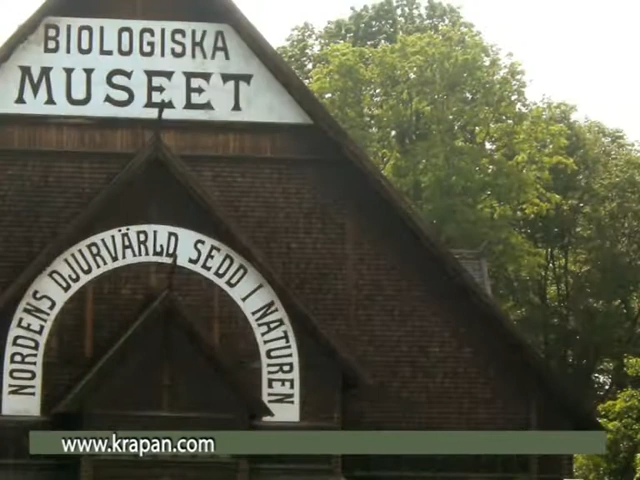 BIOLOGISKA
MUSEET
NORDENS DJURVÄRLD SEDD I NATUREN
www.krapan.com